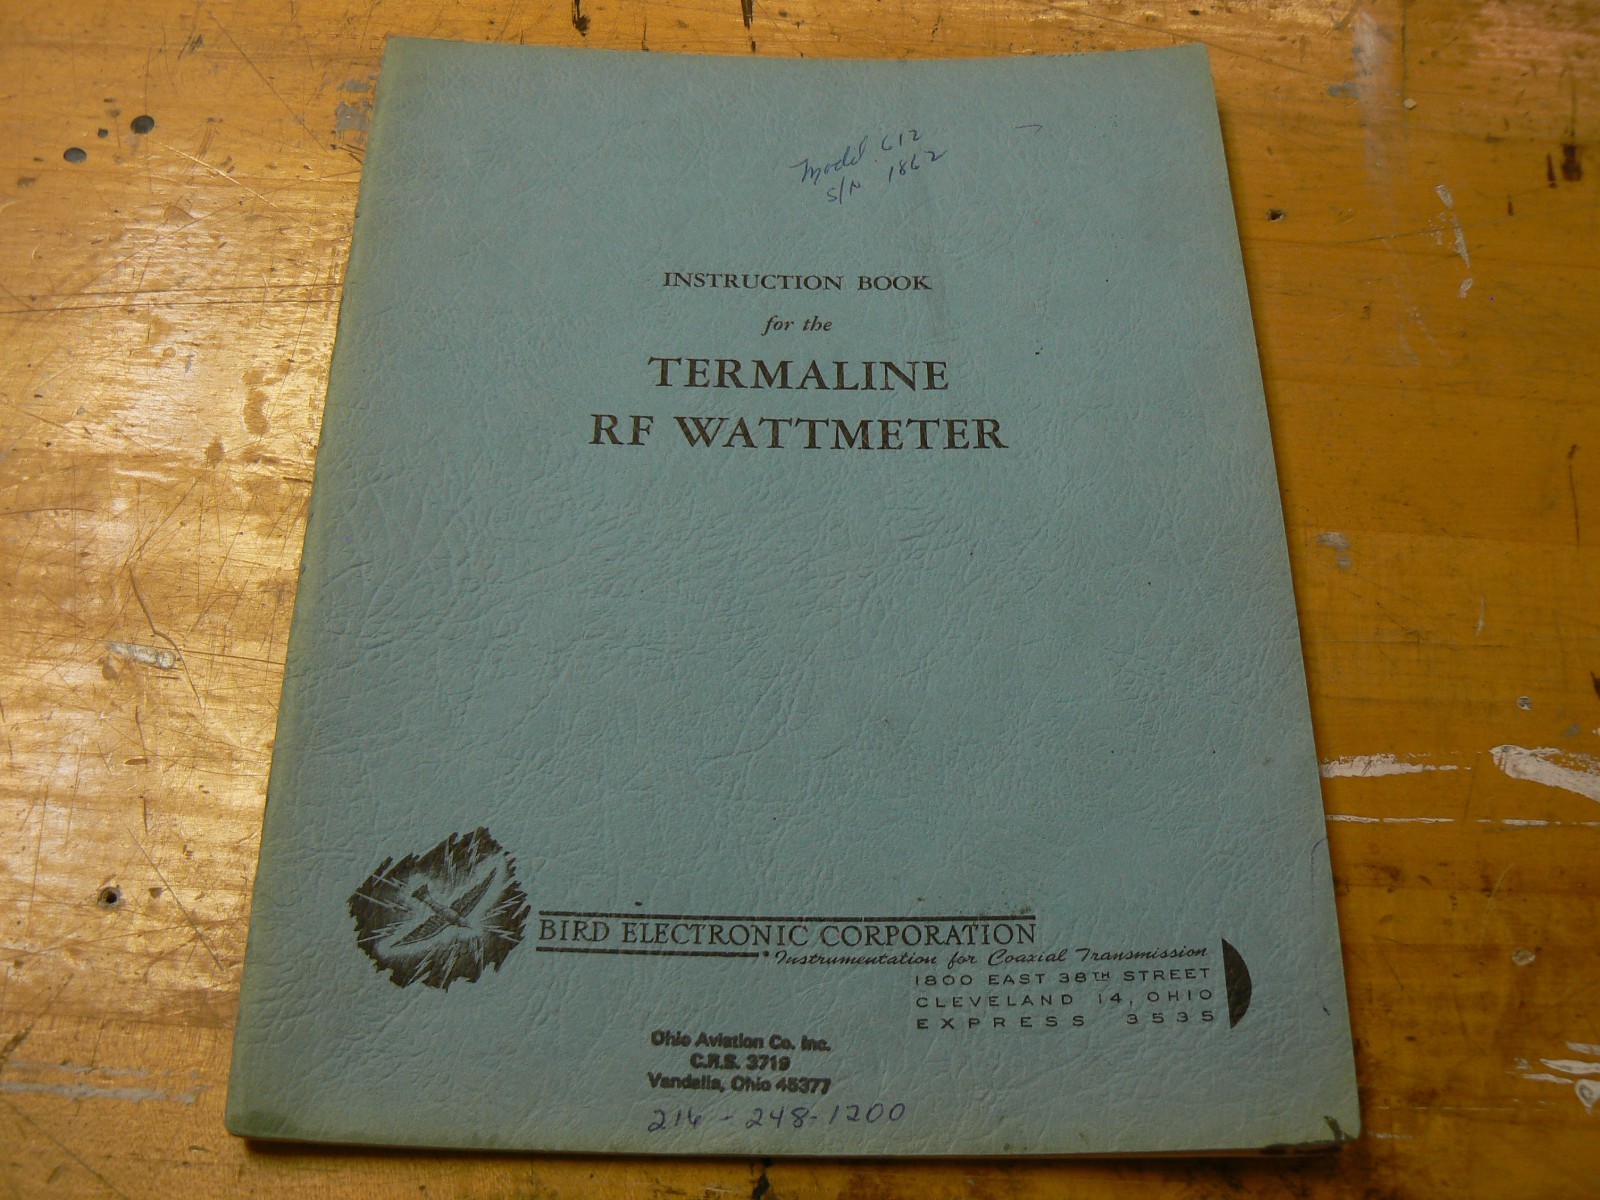 Model 612
S/N 1862
INSTRUCTION BOOK
for the
TERMALINE
RF WATTMETER
BIRD ELECTRONIC CORPORATION
Instrumentation for Coaxial Transmission
1800 EAST 38TH STREET
CLEVELAND 14, OHIO
EXPRESS 3535
Ohio Aviation Co. Inc.
C.R.S. 3719
Vandalia, Ohio 45377
216-248-1200